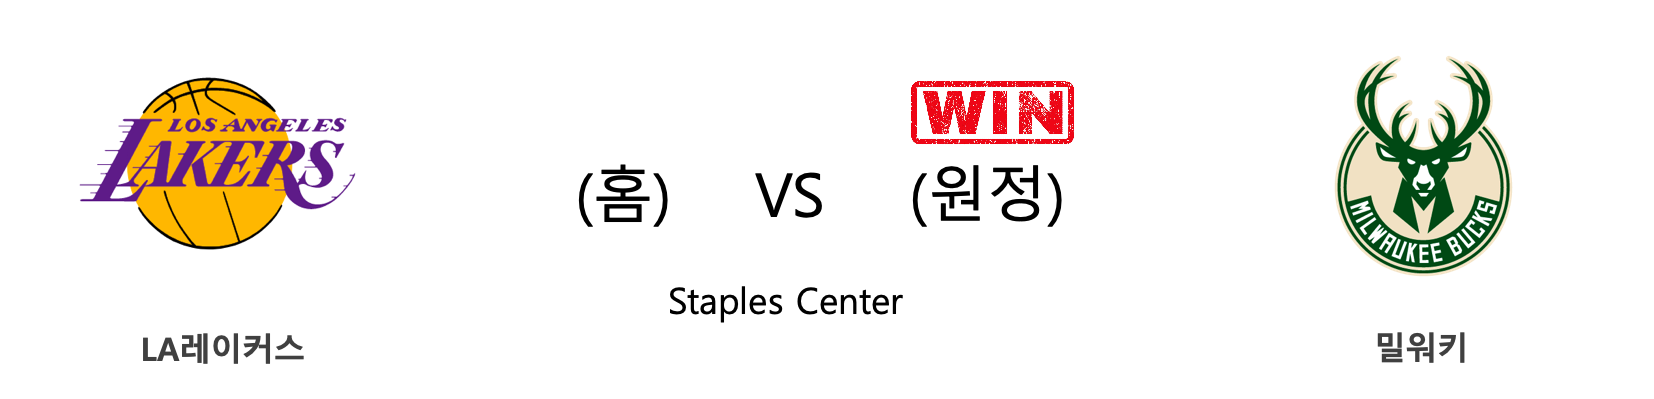 LOS ANGELES
LAKERS
LA레이커스
WIN
(홈) VS (원정)
Staples Center
MILWAUKEE BUCKS
밀워키